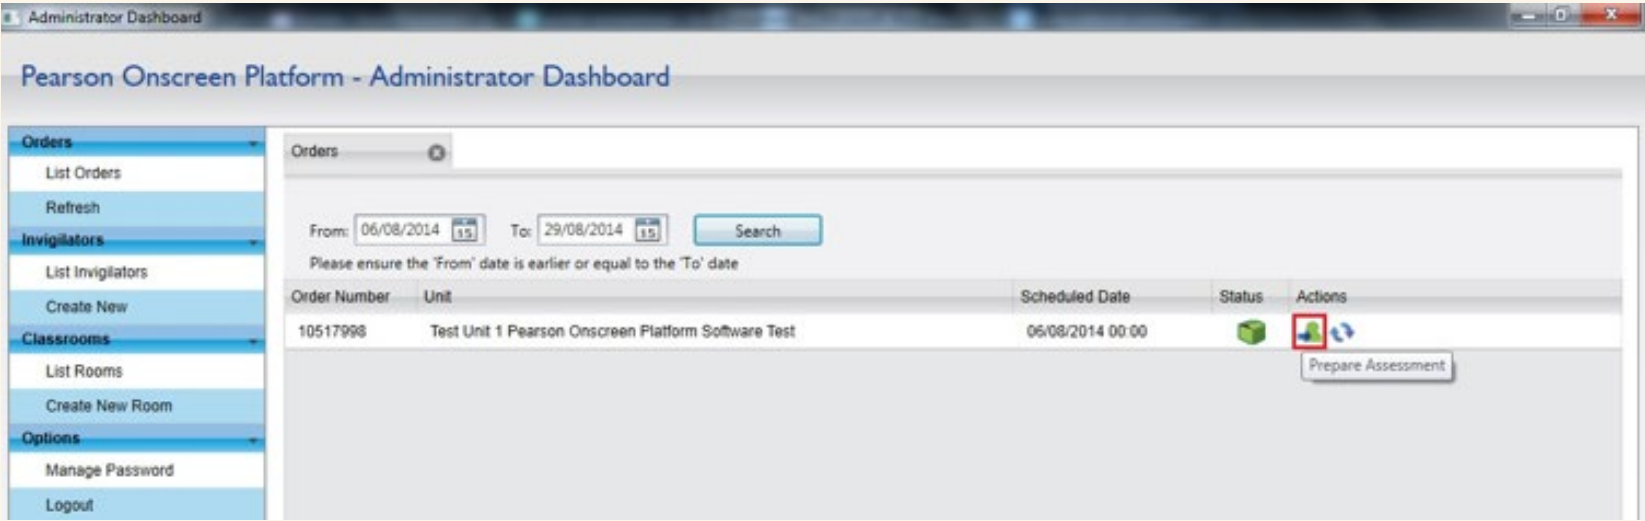 Administrator Dashboard
Pearson Onscreen Platform - Administrator Dashboard
Orders
List Orders
Refresh
Invigilators
List Invigilators
Create New
Classrooms
List Rooms
Create New Room
Options
Manage Password
Logout
Orders
From: 06/08/2014 15 To: 29/08/2014 15 Search
Please ensure the 'From' date is earlier or equal to the 'To' date
Order Number Unit Scheduled Date Status Actions
10517998 Test Unit 1 Pearson Onscreen Platform Software Test 06/08/2014 00:00
Prepare Assessment